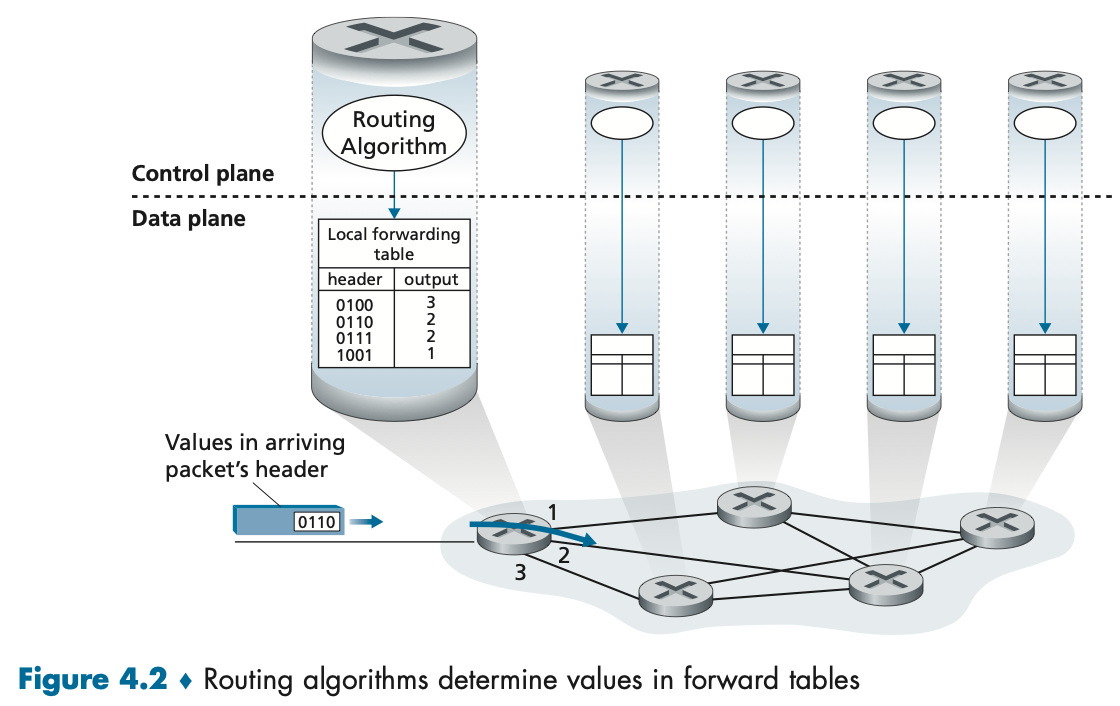 Routing
Algorithm
Control plane
Data plane
Local forwarding
table
header output
0100 3
0110 2
0111 2
1001 1
Values in arriving
packet’s header
0110
1
2
3
Figure 4.2 ♦ Routing algorithms determine values in forward tables